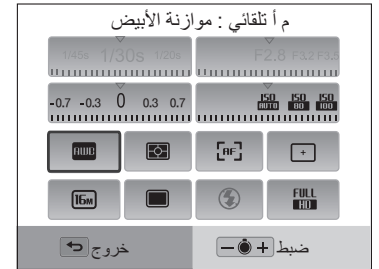 م أ تلقائي : موازنة الأبيض
1/45s 1/30s 1/20s F2.8 F3.2 F3.5
-0.7 -0.3 0 0.3 0.7 ISO AUTO ISO 80 ISO 100
AWB AF +
16M FULL HD
خروج ضبط